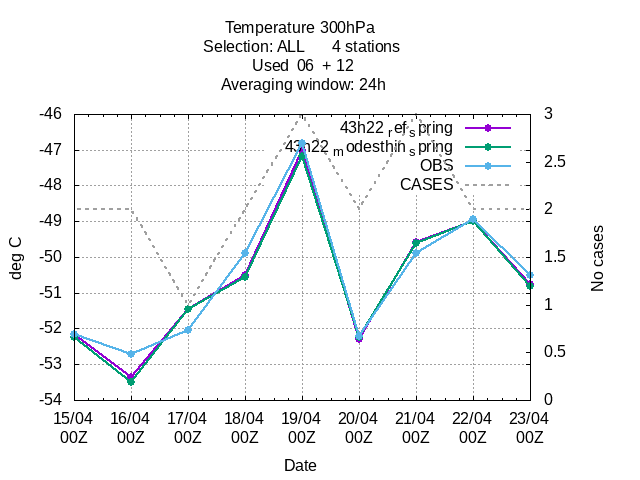 Temperature 300hPa
Selection: ALL 4 stations
Used 06 + 12
Averaging window: 24h
43h22 ref spring
43h22 modesthin spring
OBS
CASES
-46
-47
-48
-49
-50
-51
-52
-53
-54
3
2.5
2
1.5
1
0.5
0
deg C
No cases
15/04 16/04 17/04 18/04 19/04 20/04 21/04 22/04 23/04
00Z 00Z 00Z 00Z 00Z 00Z 00Z 00Z 00Z
Date